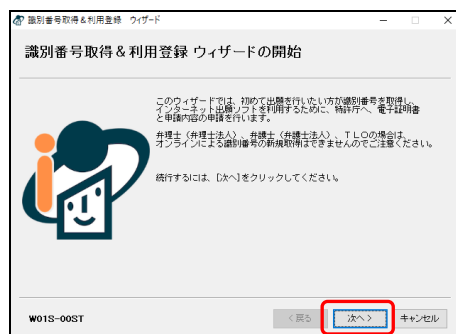 識別番号取得＆利用登録　ウィザード
識別番号取得＆利用登録 ウィザードの開始
このウィザードでは、初めて出願を行いたい方が識別番号を取得し、
インターネット出願ソフトを利用するために、特許庁へ、電子証明書
と申請内容の申請を行います。
弁理士（弁理士法人）、弁護士（弁護士法人）、ＴＬＯの場合は、
オンラインによる識別番号の新規取得はできませんのでご注意ください。
続行するには、[次へ]をクリックしてください。
W01S-00ST
< 戻る
次へ >
キャンセル